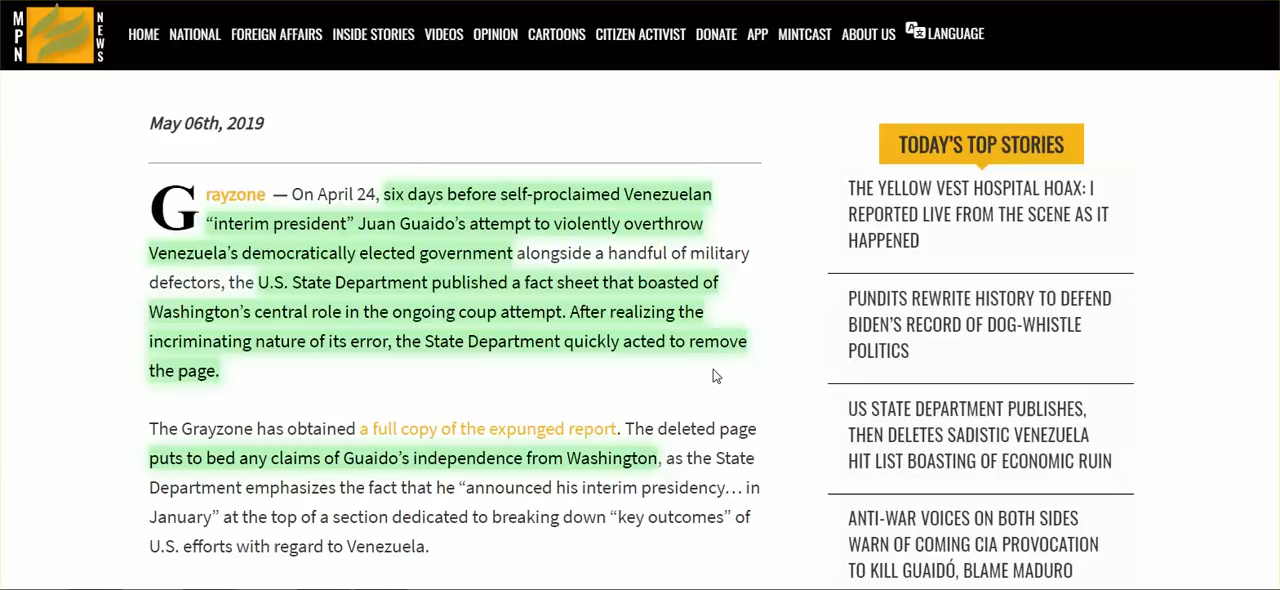 MPN NEWS
HOME NATIONAL FOREIGN AFFAIRS INSIDE STORIES VIDEOS OPINION CARTOONS CITIZEN ACTIVIST DONATE APP MINTCAST ABOUT US LANGUAGE
May 06th, 2019
Grayzone — On April 24, six days before self-proclaimed Venezuelan
“interim president” Juan Guaido’s attempt to violently overthrow
Venezuela’s democratically elected government alongside a handful of military
defectors, the U.S. State Department published a fact sheet that boasted of
Washington’s central role in the ongoing coup attempt. After realizing the
incriminating nature of its error, the State Department quickly acted to remove
the page.
The Grayzone has obtained a full copy of the expunged report. The deleted page
puts to bed any claims of Guaido’s independence from Washington, as the State
Department emphasizes the fact that he “announced his interim presidency… in
January” at the top of a section dedicated to breaking down “key outcomes” of
U.S. efforts with regard to Venezuela.
TODAY’S TOP STORIES
THE YELLOW VEST HOSPITAL HOAX: I
REPORTED LIVE FROM THE SCENE AS IT
HAPPENED
PUNDITS REWRITE HISTORY TO DEFEND
BIDEN’S RECORD OF DOG-WHISTLE
POLITICS
US STATE DEPARTMENT PUBLISHES,
THEN DELETES SADISTIC VENEZUELA
HIT LIST BOASTING OF ECONOMIC RUIN
ANTI-WAR VOICES ON BOTH SIDES
WARN OF COMING CIA PROVOCATION
TO KILL GUAIDÓ, BLAME MADURO